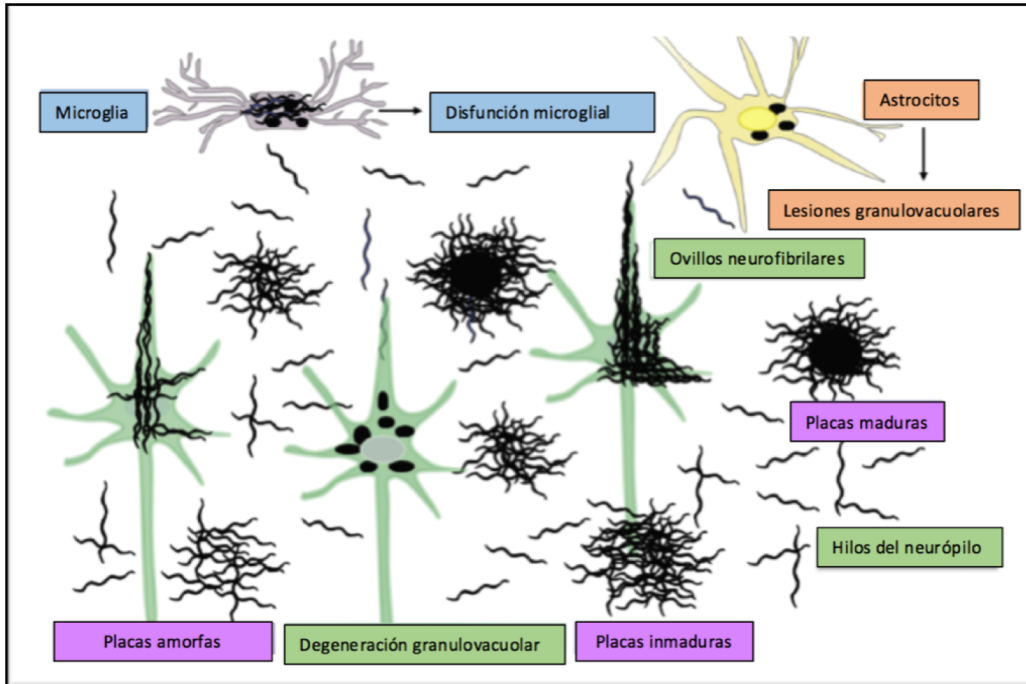 Microglia
Disfunción microglial
Astrocitos
Lesiones granulovacuolares
Ovillos neurofibrilares
Placas maduras
Hilos del neurópilo
Placas amorfas
Degeneración granulovacuolar
Placas inmaduras